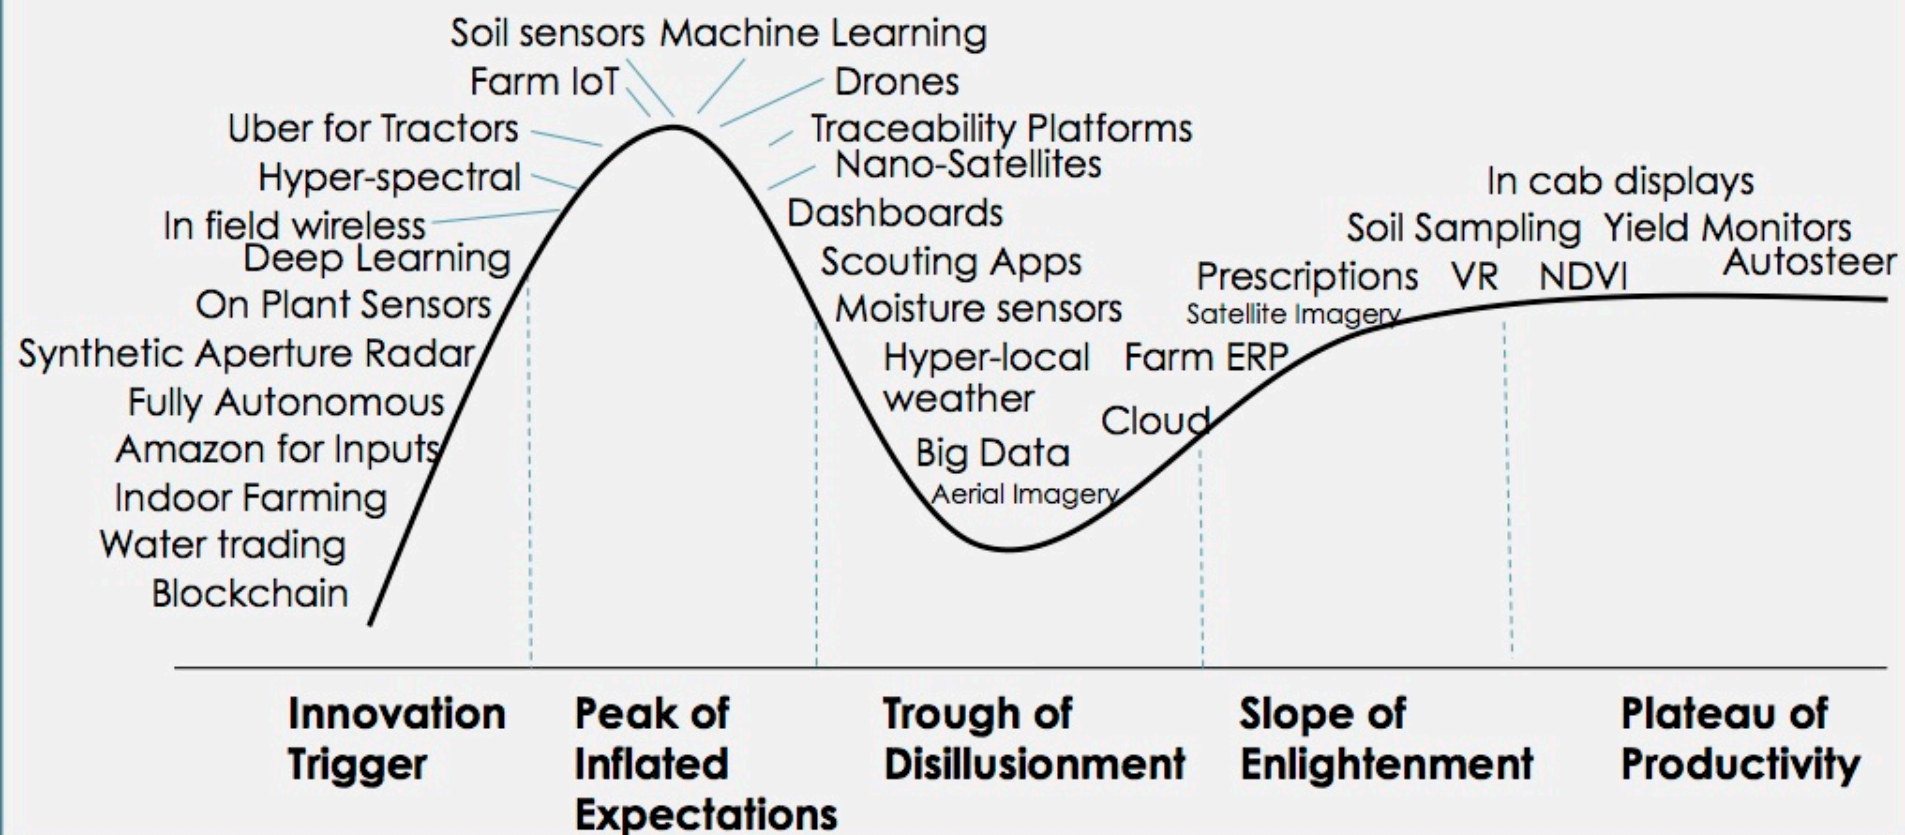 Soil sensors Machine Learning
Farm IoT Drones
Uber for Tractors Traceability Platforms
Nano-Satellites
Hyper-spectral In cab displays
In field wireless Dashboards Soil Sampling Yield Monitors
Deep Learning Scouting Apps Autosteer
Prescriptions VR NDVI
On Plant Sensors Moisture sensors Satellite Imagery
Synthetic Aperture Radar Hyper-local Farm ERP
Fully Autonomous weather
Cloud
Amazon for Inputs Big Data
Indoor Farming Aerial Imagery
Water trading
Blockchain
Innovation Peak of Trough of Slope of Plateau of
Trigger Inflated Disillusionment Enlightenment Productivity
Expectations